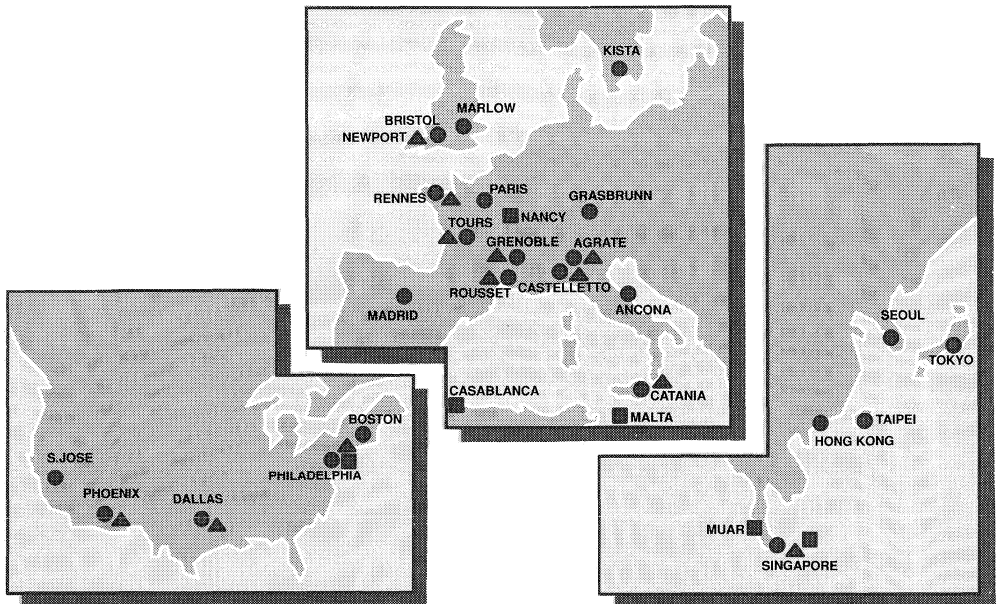 KISTA
MARLOW
BRISTOL
NEWPORT
RENNES
PARIS
GRASBRUNN
NANCY
TOURS
GRENOBLE
AGRATE
ROUSSET
CASTELLETTO
MADRID
ANCONA
CASABLANCA
CATANIA
MALTA
BOSTON
S.JOSE
PHILADELPHIA
PHOENIX
DALLAS
SEOUL
TOKYO
TAIPEI
HONG KONG
MUAR
SINGAPORE